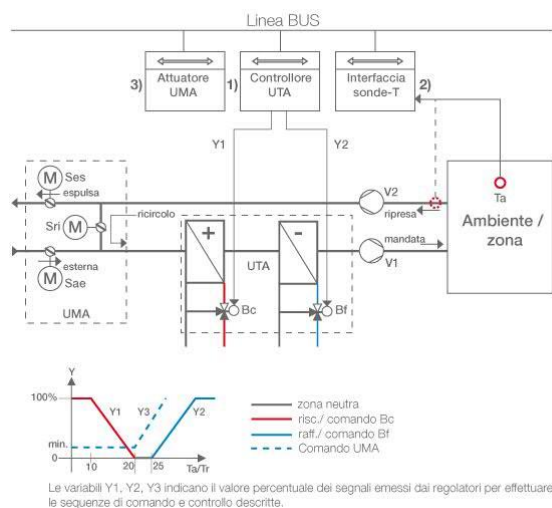 Linea BUS
3) Attuatore UMA
1) Controllore UTA
Interfaccia sonde-T 2)
Y1
Y2
M Ses
espulsa
Sri M
ricircolo
V2
ripresa
Ta
Ambiente / zona
mandata
V1
+
-
UTA
esterna
M Sae
UMA
Bc
Bf
Y
100%
Y1
Y3
Y2
min.
0
10
20
25
Ta/Tr
zona neutra
risc./ comando Bc
raff./ comando Bf
Comando UMA
Le variabili Y1, Y2, Y3 indicano il valore percentuale dei segnali emessi dai regolatori per effettuare
le sequenze di comando e controllo descritte.